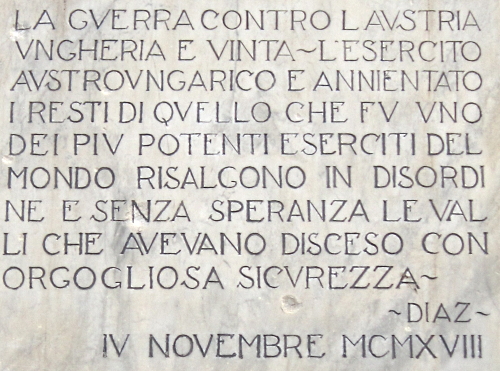 LA GVERRA CONTRO LAVSTRIA
VNGHERIA E VINTA~L'ESERCITO
AVSTROVNGARICO E ANNIENTATO
I RESTI DI QVELLO CHE FV VNO
DEI PIV POTENTI ESERCITI DEL
MONDO RISALGONO IN DISORDI
NE E SENZA SPERANZA LE VAL
LI CHE AVEVANO DISCESO CON
ORGOGLIOSA SICVREZZA~
~DIAZ~
IV NOVEMBRE MCMXVIII